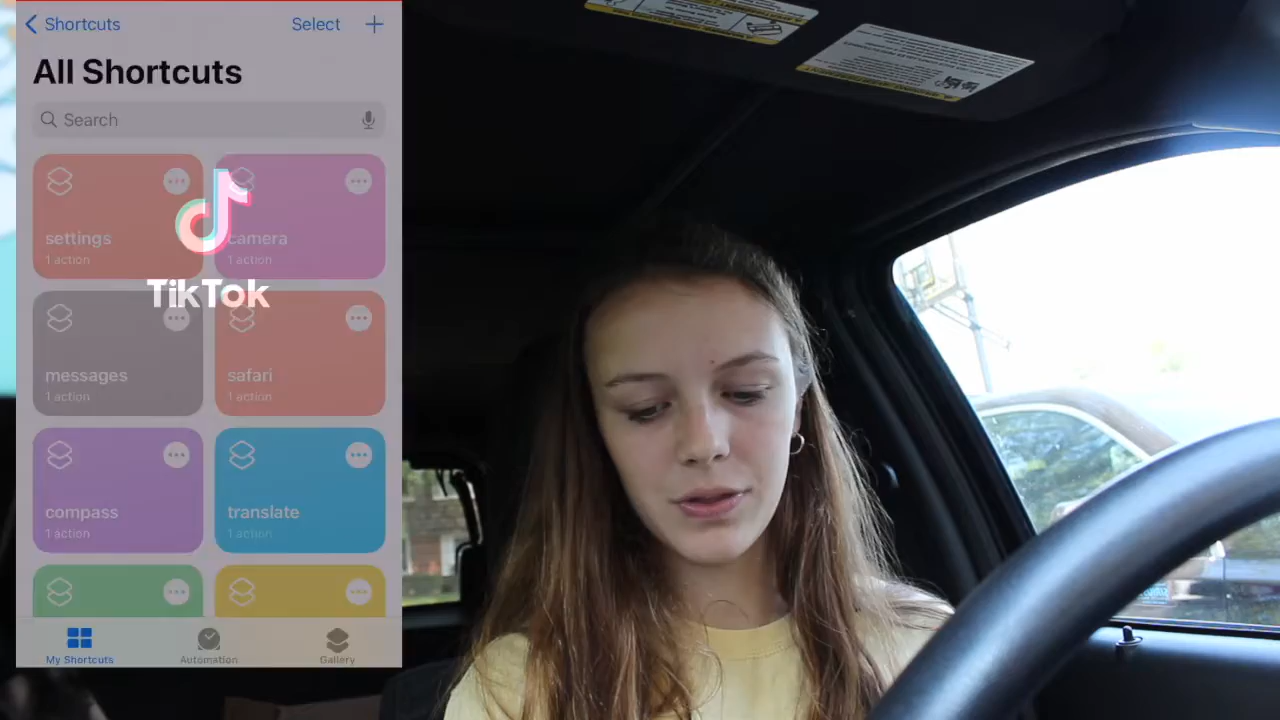 Shortcuts
Select
All Shortcuts
Search
settings
1 action
camera
1 action
TikTok
messages
1 action
safari
1 action
compass
1 action
translate
1 action
My Shortcuts
Automation
Gallery